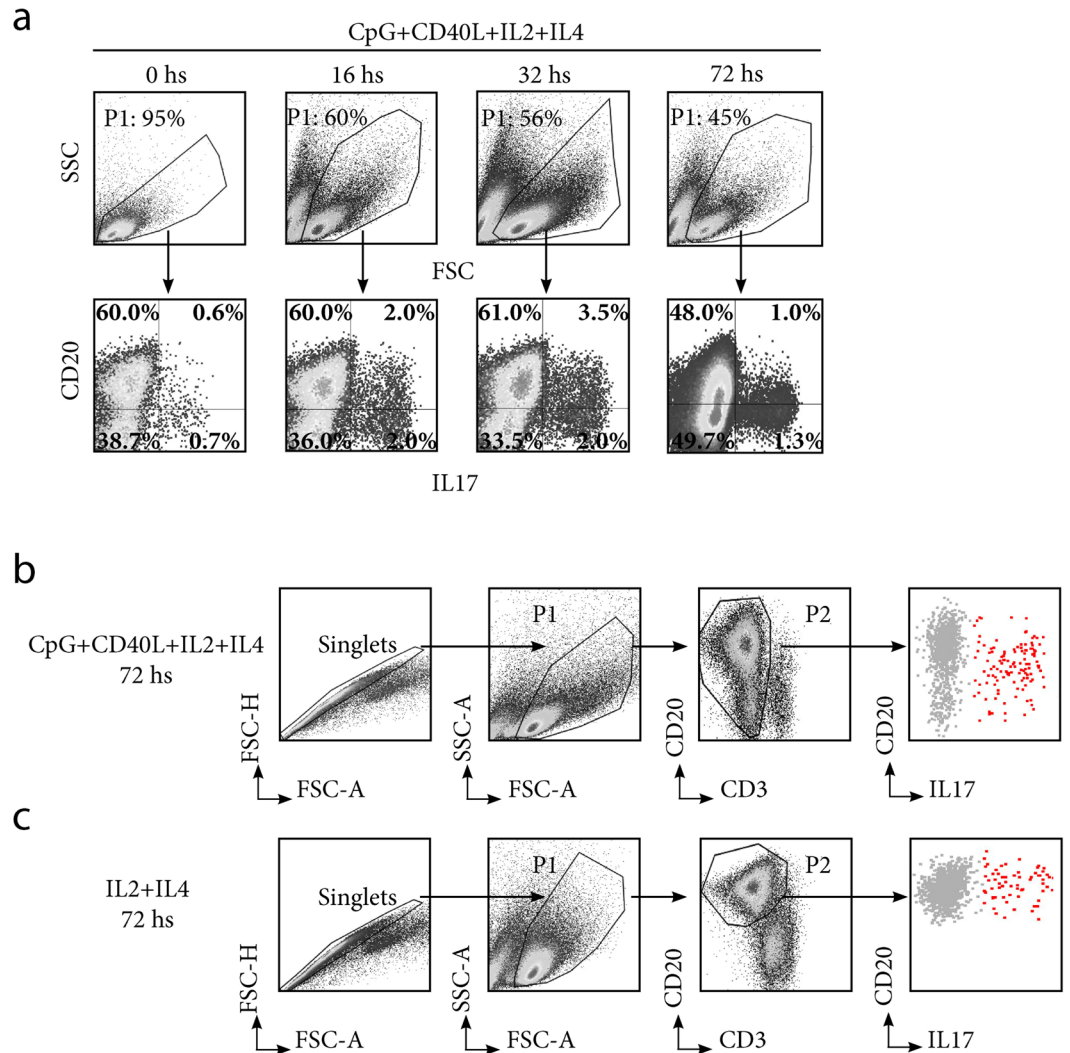 a
CpG+CD40L+IL2+IL4
0 hs 16 hs 32 hs 72 hs
P1: 95% P1: 60% P1: 56% P1: 45%
SSC
FSC
60.0% 0.6% 60.0% 2.0% 61.0% 3.5% 48.0% 1.0%
CD20
38.7% 0.7% 36.0% 2.0% 33.5% 2.0% 49.7% 1.3%
IL17
b
CpG+CD40L+IL2+IL4
72 hs
Singlets P1 P2
FSC-H SSC-A CD20 CD20
FSC-A FSC-A CD3 IL17
c
IL2+IL4
72 hs
Singlets P1 P2
FSC-H SSC-A CD20 CD20
FSC-A FSC-A CD3 IL17